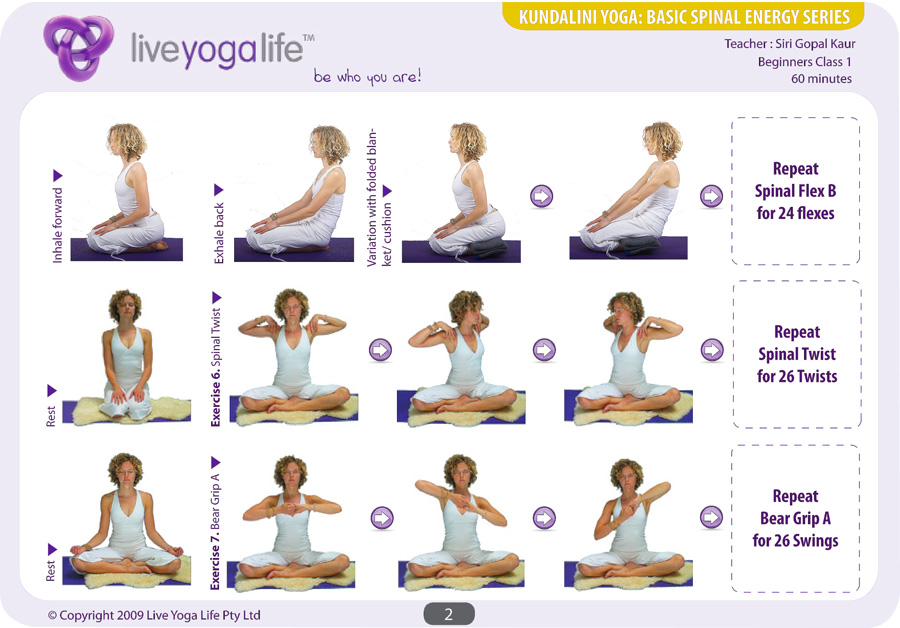 KUNDALINI YOGA: BASIC SPINAL ENERGY SERIES
liveyogalife™
be who you are!
Teacher : Siri Gopal Kaur
Beginners Class 1
60 minutes
Inhale forward
Exhale back
Variation with folded blan-
ket/ cushion
Repeat
Spinal Flex B
for 24 flexes
Rest
Exercise 6. Spinal Twist
Repeat
Spinal Twist
for 26 Twists
Rest
Exercise 7. Bear Grip A
Repeat
Bear Grip A
for 26 Swings
© Copyright 2009 Live Yoga Life Pty Ltd
2